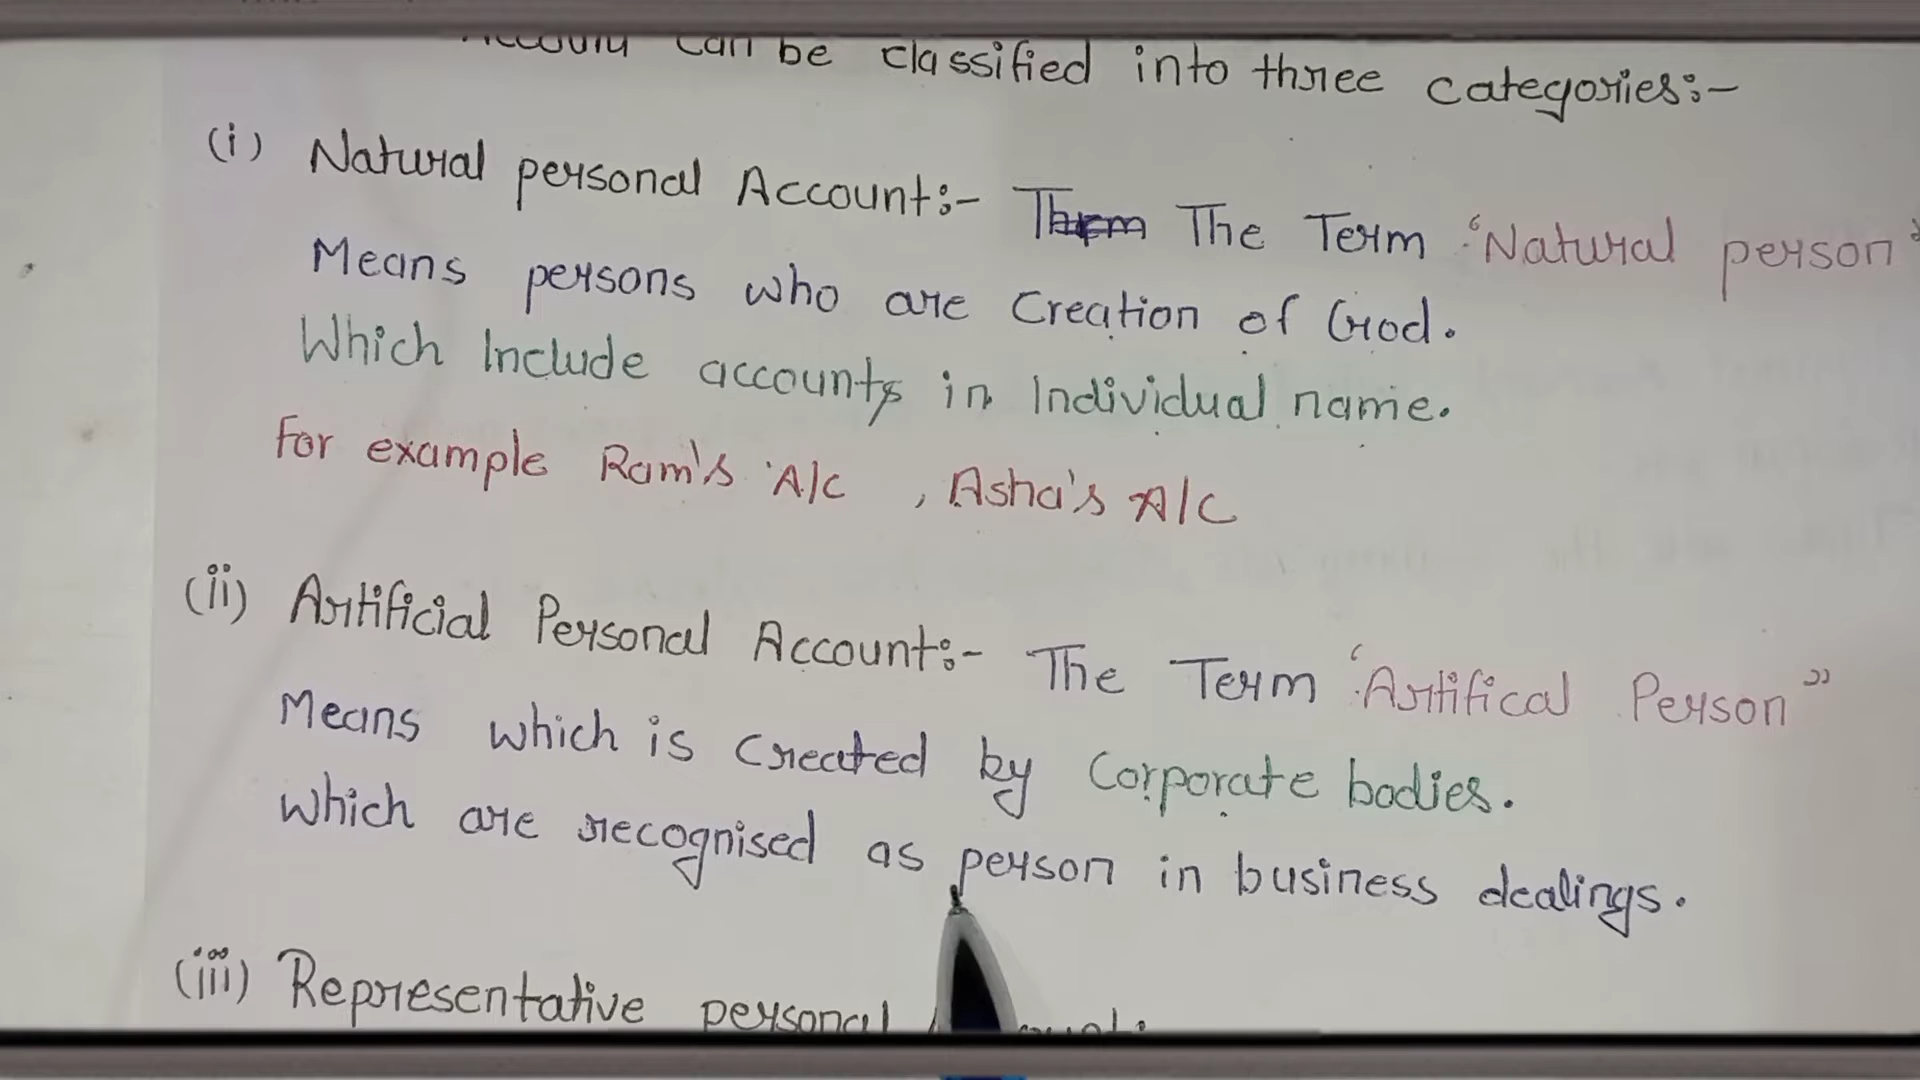 Account can be classified into three categories:-
(i) Natural personal Account:- The Term "Natural person"
Means persons who are Creation of God.
Which Include accounts in Individual name.
For example Ram's A/C , Asha's A/C
(ii) Artificial Personal Account:- The Term "Artifical Person"
Means which is created by Corporate bodies.
which are recognised as person in business dealings.
(iii) Representative personal